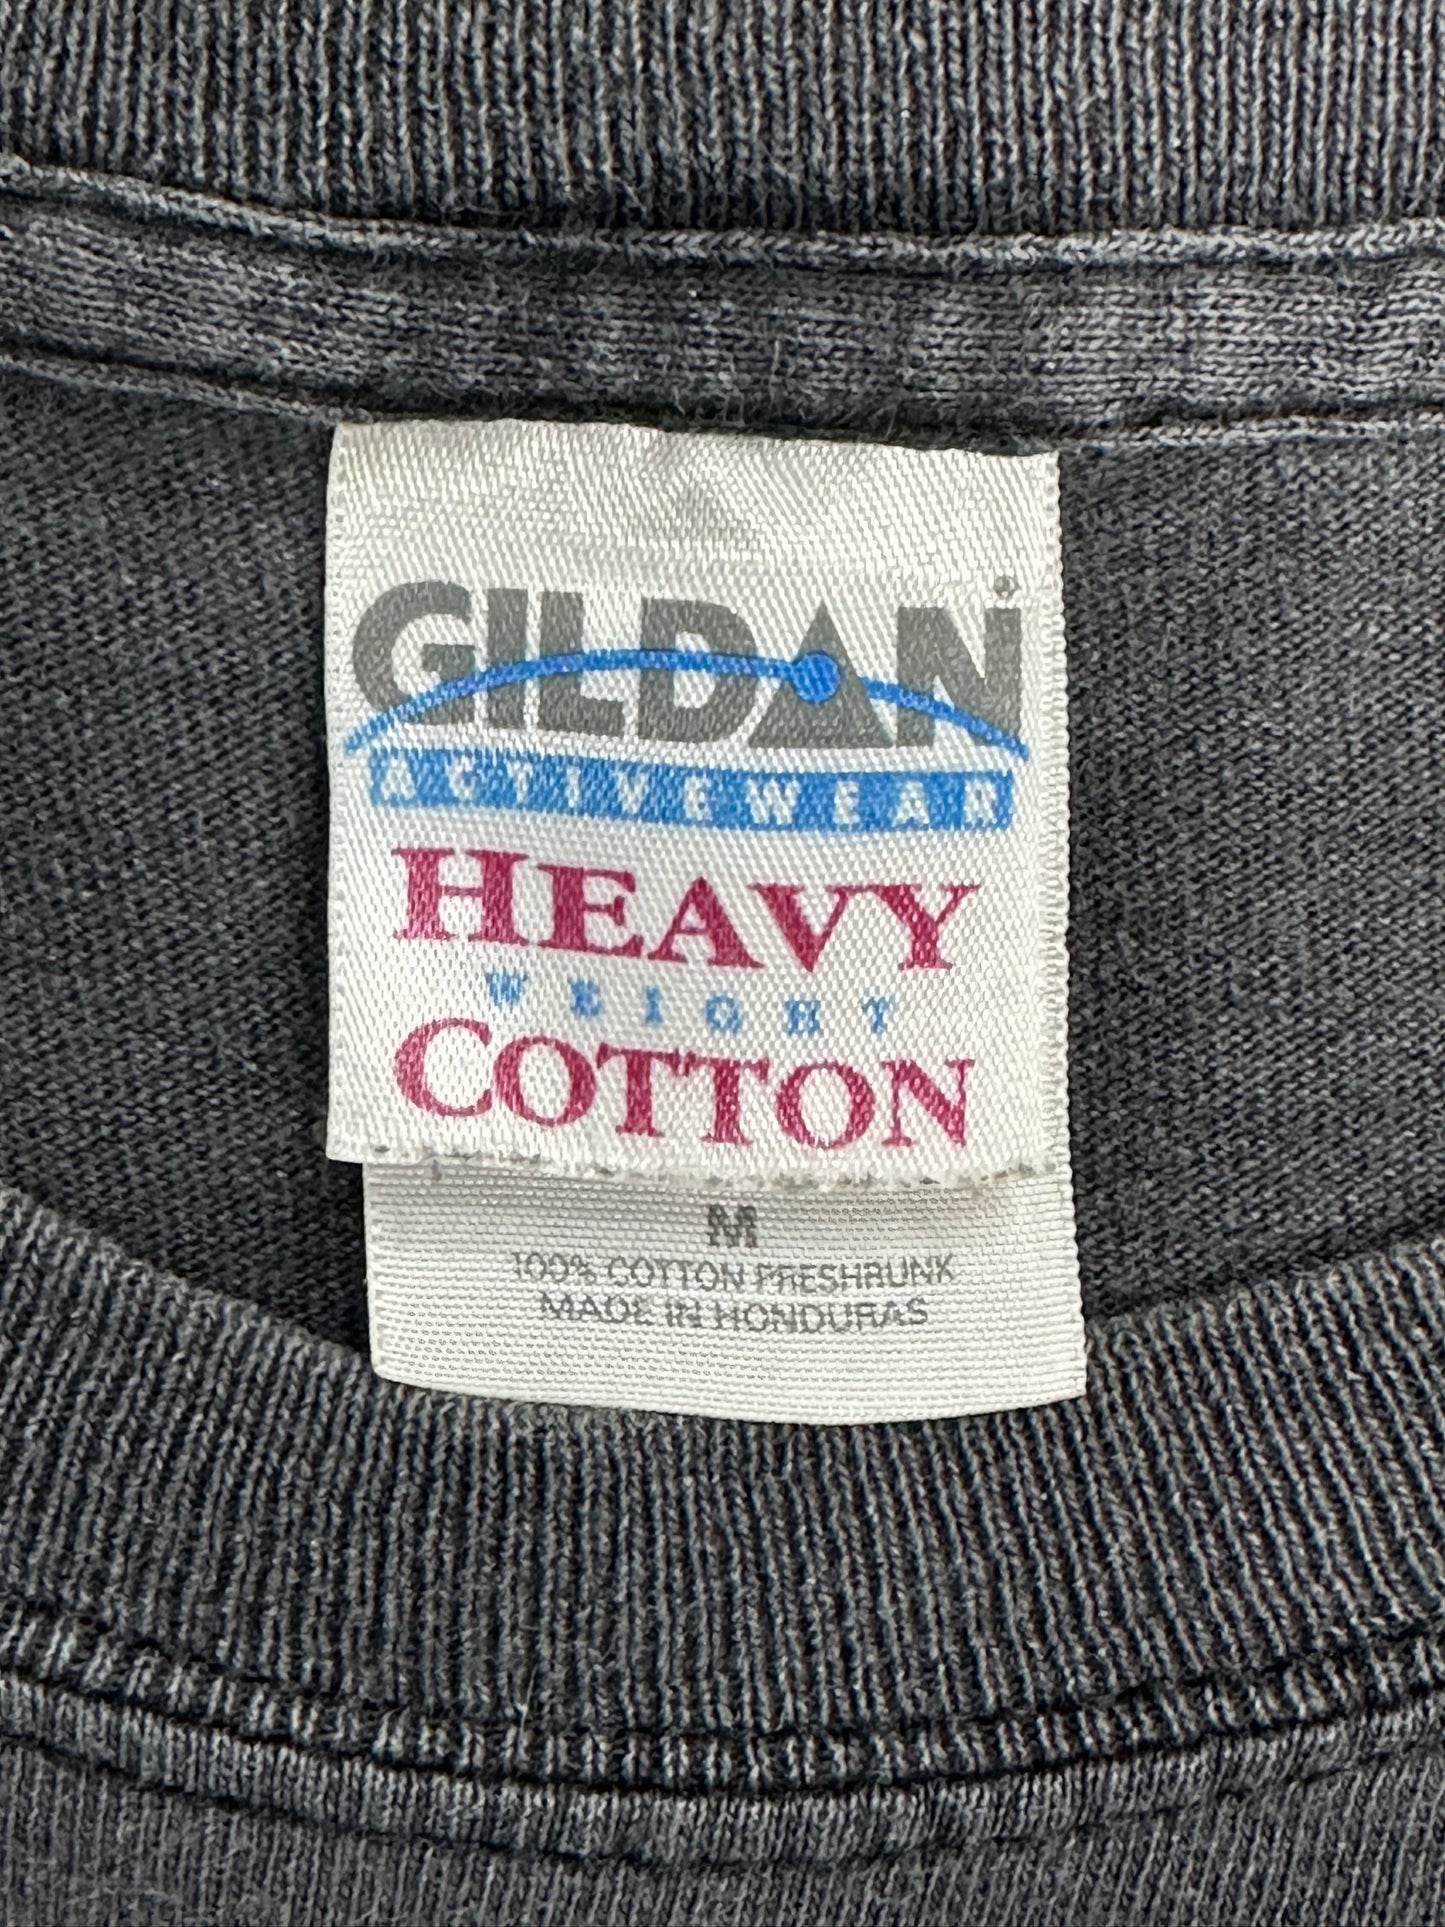 GILDAN
ACTIVEWEAR
HEAVY
WEIGHT
COTTON
M
100% COTTON PRESHRUNK
MADE IN HONDURAS